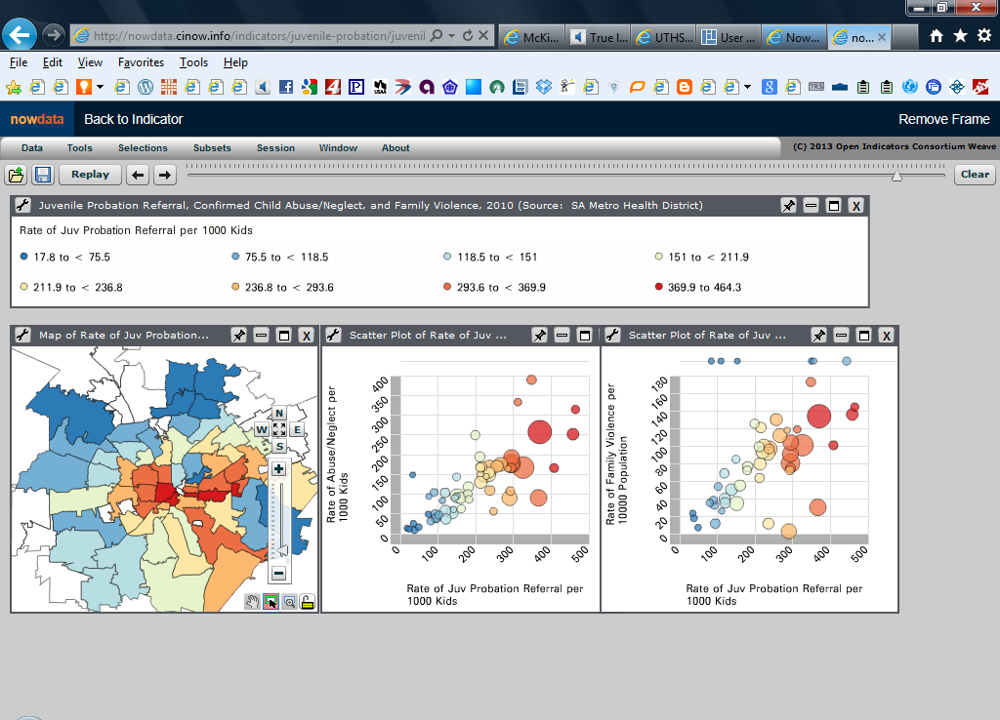 http://nowdata.cinow.info/indicators/juvenile-probation/juvenil
McKi...
True I...
UTHS...
User ...
Now...
no...
File Edit View Favorites Tools Help
nowdata Back to Indicator Remove Frame
Data Tools Selections Subsets Session Window About
(C) 2013 Open Indicators Consortium Weave
Replay Clear
Juvenile Probation Referral, Confirmed Child Abuse/Neglect, and Family Violence, 2010 (Source: SA Metro Health District)
Rate of Juv Probation Referral per 1000 Kids
17.8 to < 75.5
75.5 to < 118.5
118.5 to < 151
151 to < 211.9
211.9 to < 236.8
236.8 to < 293.6
293.6 to < 369.9
369.9 to 464.3
Map of Rate of Juv Probation...
N
W E
S
Scatter Plot of Rate of Juv ...
Rate of Abuse/Neglect per
1000 Kids
400
350
300
250
200
150
100
50
0
0 100 200 300 400 500
Rate of Juv Probation Referral per
1000 Kids
Scatter Plot of Rate of Juv ...
Rate of Family Violence per
10000 Population
180
160
140
120
100
80
60
40
20
0
0 100 200 300 400 500
Rate of Juv Probation Referral per
1000 Kids